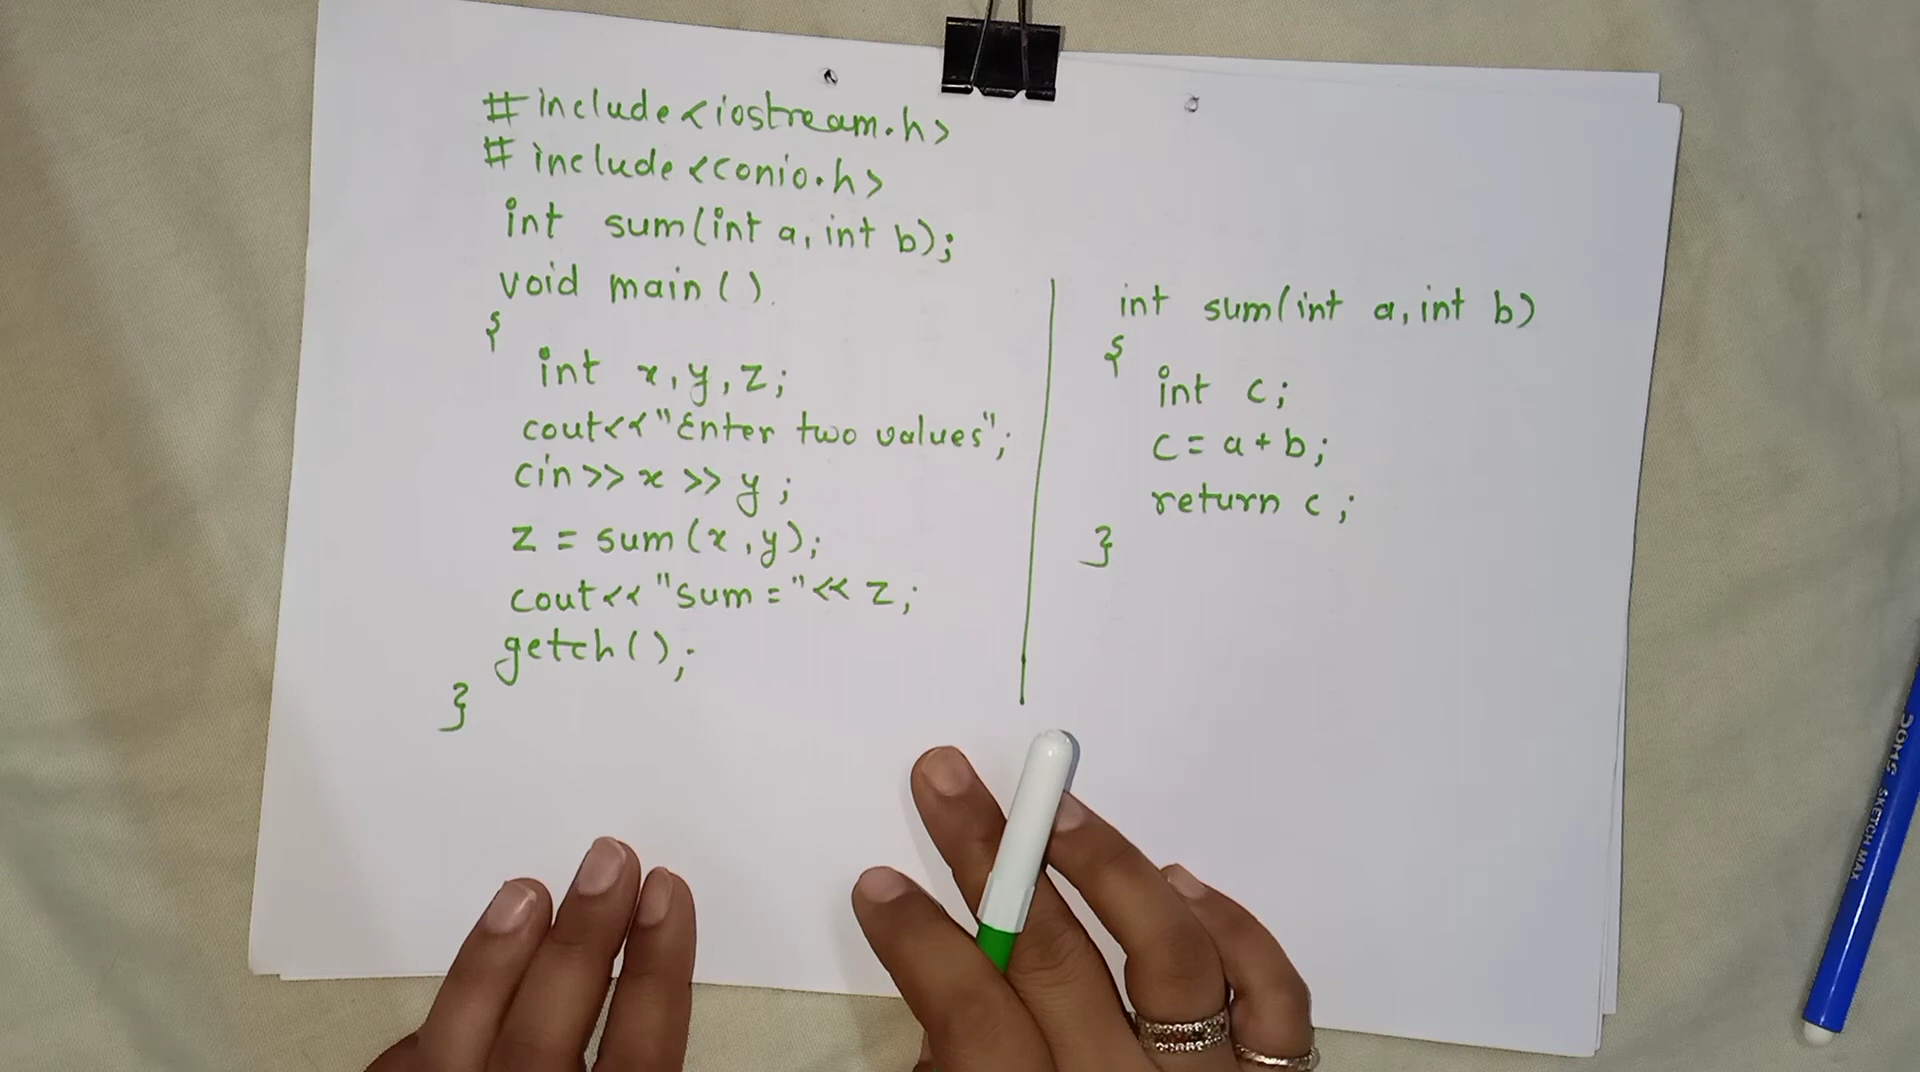 #include<iostream.h>
#include<conio.h>
int sum(int a, int b);
void main()
{
int x, y, z;
cout<<"Enter two values";
cin>>x>>y;
z = sum(x, y);
cout<<"sum="<< z;
getch();
}
int sum(int a, int b)
{
int c;
c = a + b;
return c;
}
DOMS SKETCH MAX